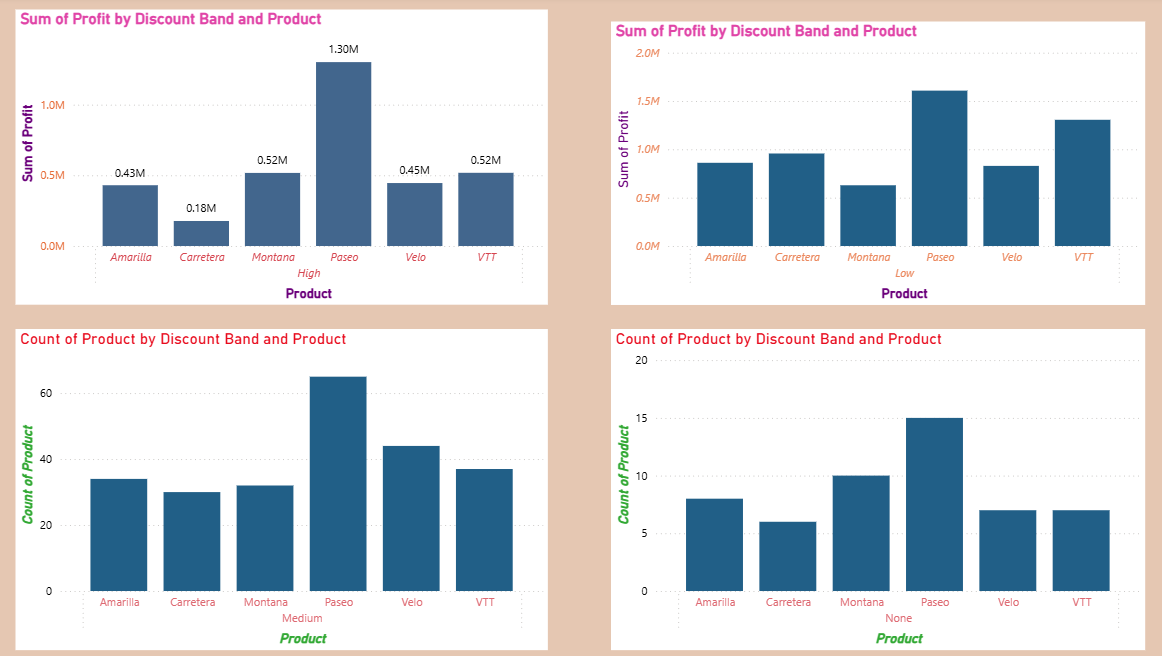 Sum of Profit by Discount Band and Product
Sum of Profit
1.0M
0.5M
0.0M
0.43M
0.18M
0.52M
1.30M
0.45M
0.52M
Amarilla Carretera Montana Paseo Velo VTT
High
Product
Sum of Profit by Discount Band and Product
Sum of Profit
2.0M
1.5M
1.0M
0.5M
0.0M
Amarilla Carretera Montana Paseo Velo VTT
Low
Product
Count of Product by Discount Band and Product
Count of Product
60
40
20
0
Amarilla Carretera Montana Paseo Velo VTT
Medium
Product
Count of Product by Discount Band and Product
Count of Product
20
15
10
5
0
Amarilla Carretera Montana Paseo Velo VTT
None
Product